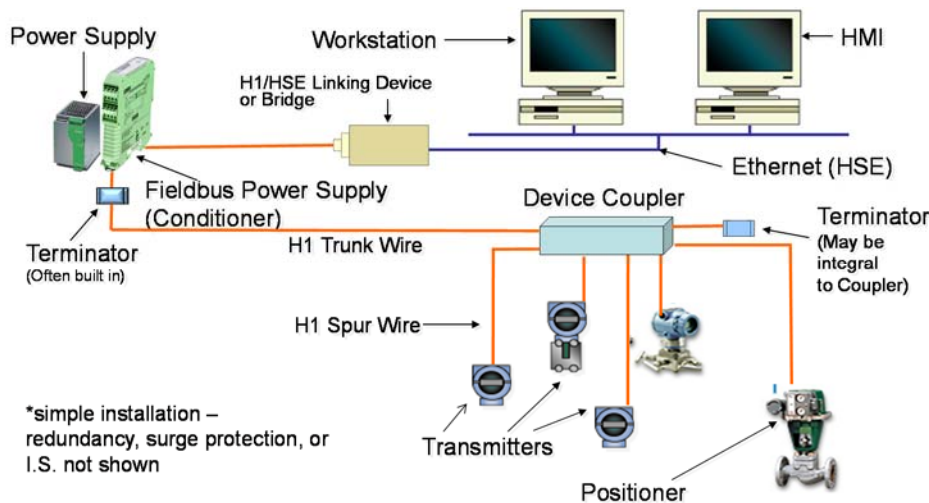 Power Supply
Workstation
HMI
H1/HSE Linking Device
or Bridge
Ethernet (HSE)
Fieldbus Power Supply
(Conditioner)
Device Coupler
Terminator
(Often built in)
H1 Trunk Wire
Terminator
(May be
integral
to Coupler)
H1 Spur Wire
*simple installation –
redundancy, surge protection, or
I.S. not shown
Transmitters
Positioner